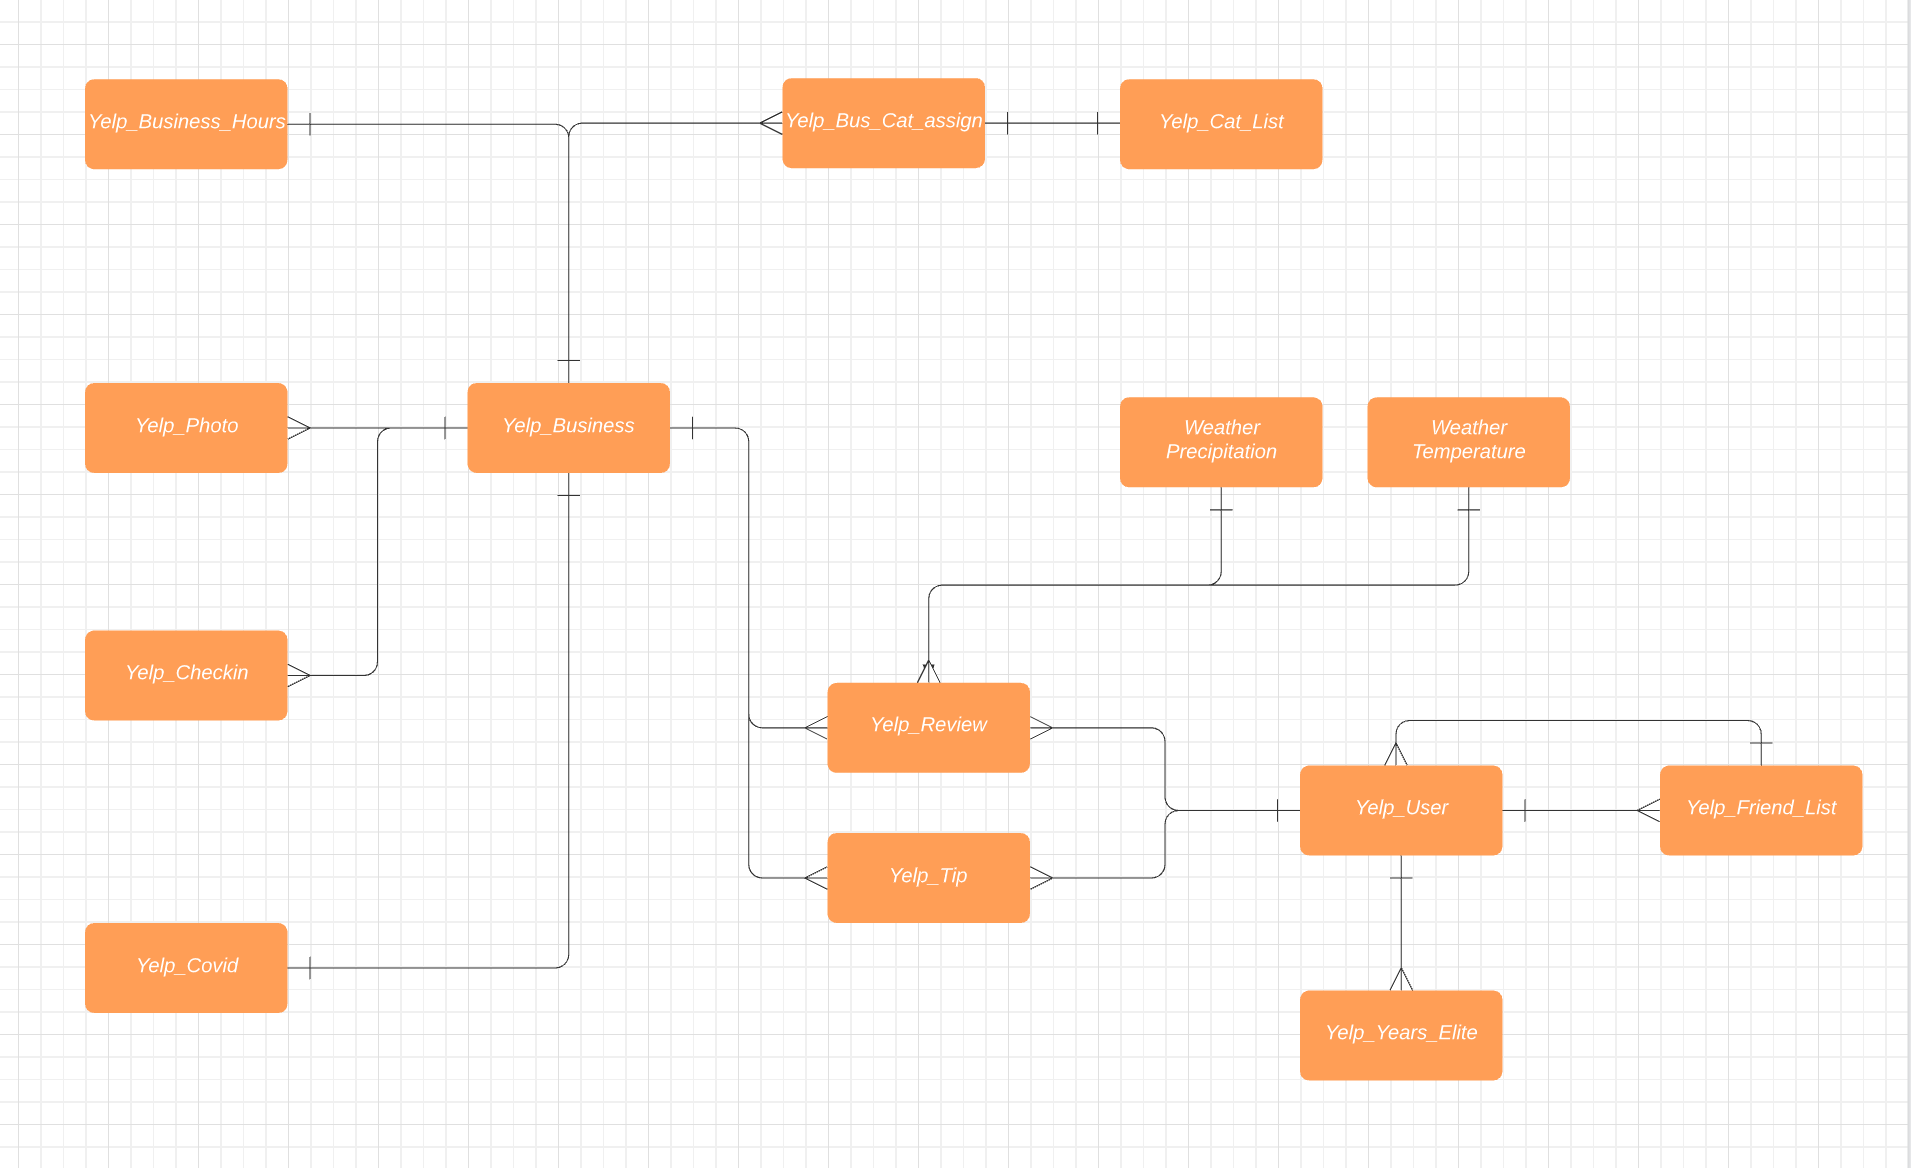 Yelp_Business_Hours
Yelp_Bus_Cat_assign
Yelp_Cat_List
Yelp_Photo
Yelp_Business
Weather
Precipitation
Weather
Temperature
Yelp_Checkin
Yelp_Review
Yelp_User
Yelp_Friend_List
Yelp_Tip
Yelp_Covid
Yelp_Years_Elite